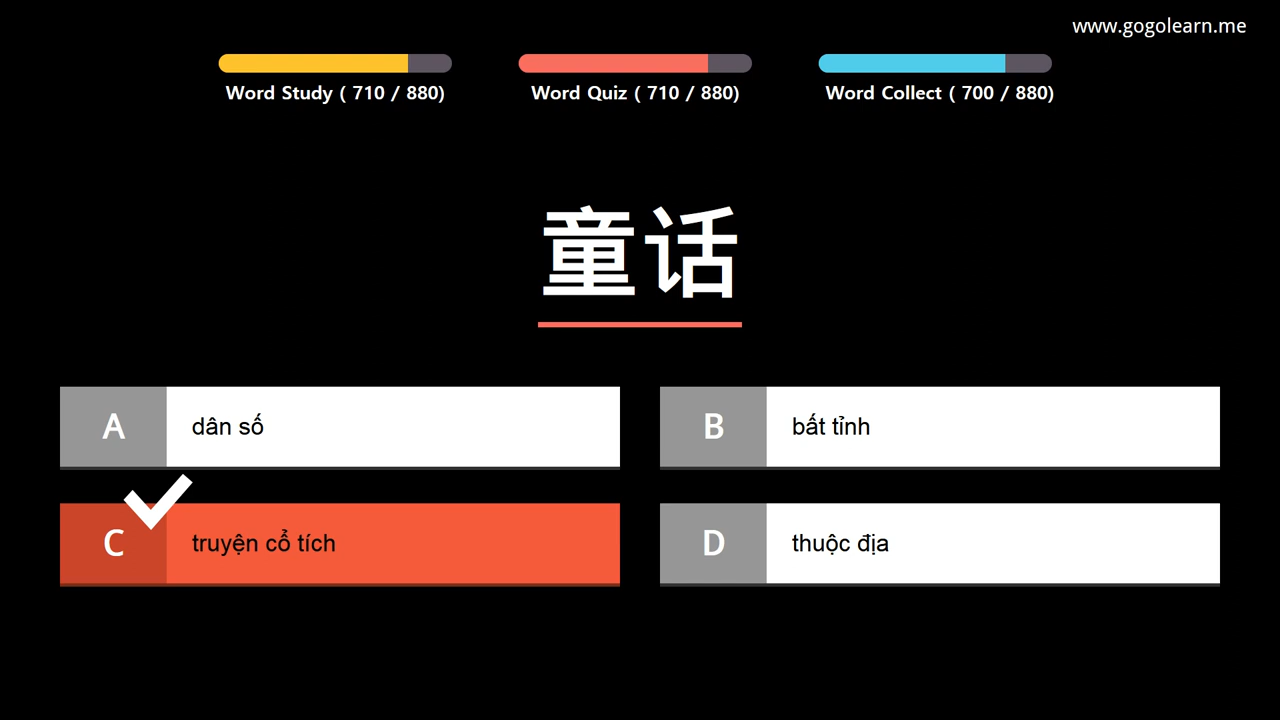 www.gogolearn.me
Word Study ( 710 / 880)
Word Quiz ( 710 / 880)
Word Collect ( 700 / 880)
童话
A
dân số
B
bất tỉnh
C
truyện cổ tích
D
thuộc địa